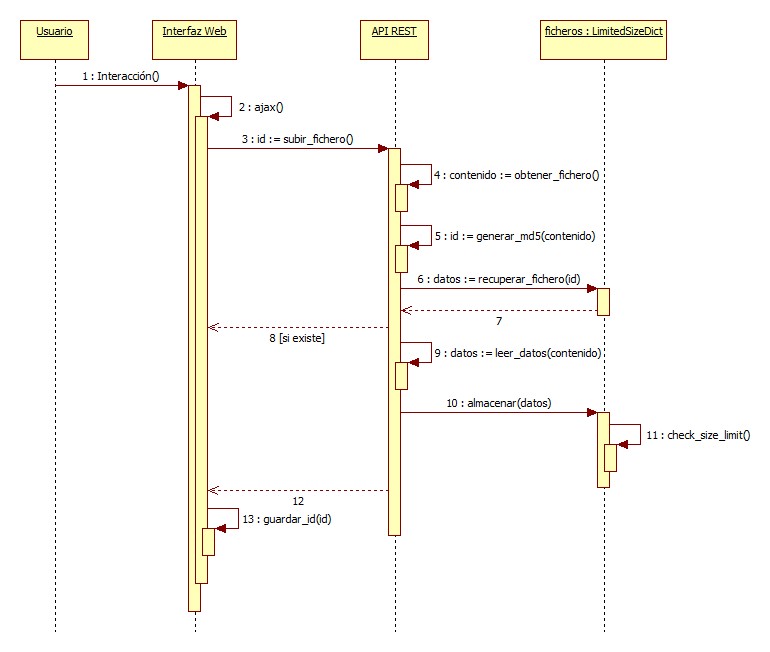 Usuario
Interfaz Web
API REST
ficheros : LimitedSizeDict
1 : Interacción()
2 : ajax()
3 : id := subir_fichero()
4 : contenido := obtener_fichero()
5 : id := generar_md5(contenido)
6 : datos := recuperar_fichero(id)
7
8 [si existe]
9 : datos := leer_datos(contenido)
10 : almacenar(datos)
11 : check_size_limit()
12
13 : guardar_id(id)